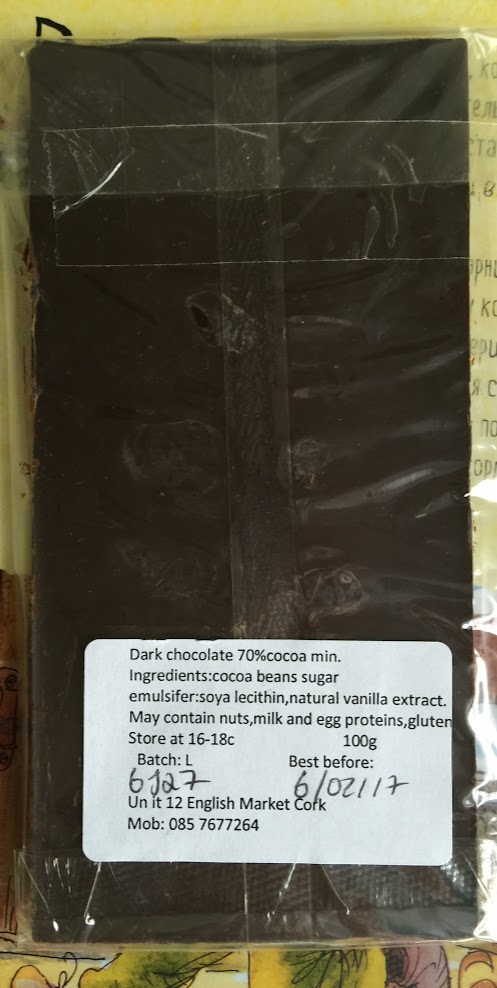 Dark chocolate 70%cocoa min.
Ingredients:cocoa beans sugar
emulsifer:soya lecithin,natural vanilla extract.
May contain nuts,milk and egg proteins,gluten
Store at 16-18c 100g
Batch: L Best before:
6J27 6/02/17
Un it 12 English Market Cork
Mob: 085 7677264